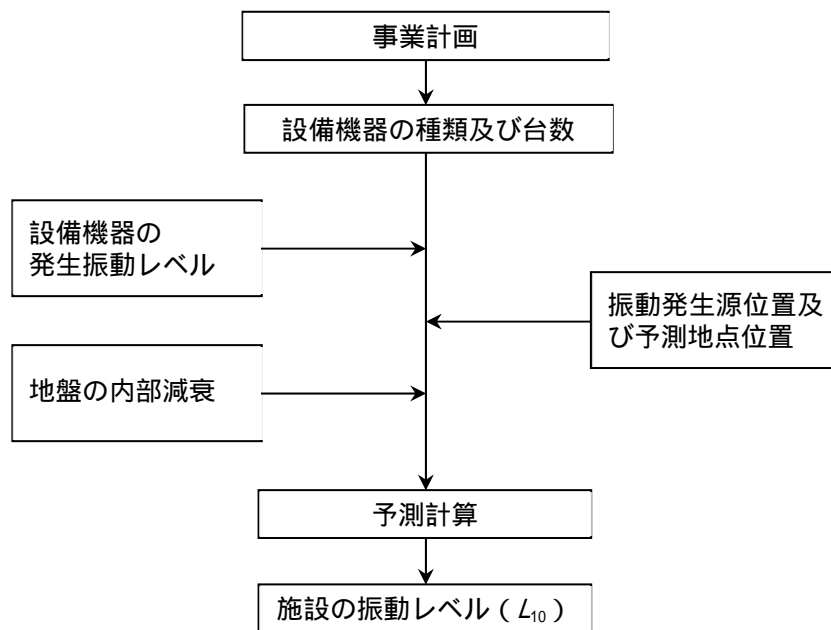 事業計画
設備機器の種類及び台数
設備機器の
発生振動レベル
振動発生源位置及
び予測地点位置
地盤の内部減衰
予測計算
施設の振動レベル（L10）